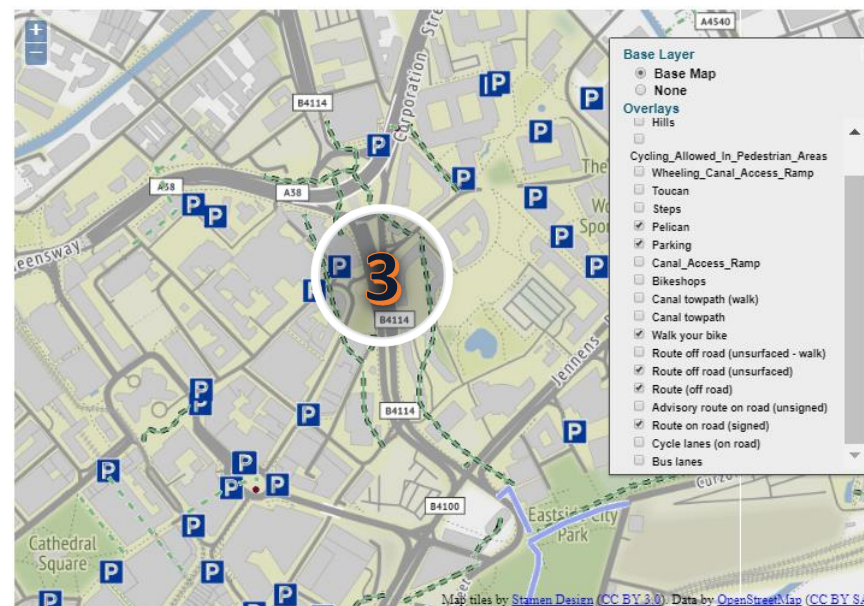 +
−
A4540
B4114
Corporation Stre
A38
A38
The
Wo
Spor
eensway
3
B4114
Jennens
B4114
B4100
Eastside City
Park
Curzo
Cathedral
Square
P
Base Layer
Base Map
None
Overlays
Hills
Cycling_Allowed_In_Pedestrian_Areas
Wheeling_Canal_Access_Ramp
Toucan
Steps
Pelican
Parking
Canal_Access_Ramp
Bikeshops
Canal towpath (walk)
Canal towpath
Walk your bike
Route off road (unsurfaced - walk)
Route off road (unsurfaced)
Route (off road)
Advisory route on road (unsigned)
Route on road (signed)
Cycle lanes (on road)
Bus lanes
Map tiles by Stamen Design (CC BY 3.0). Data by OpenStreetMap (CC BY SA